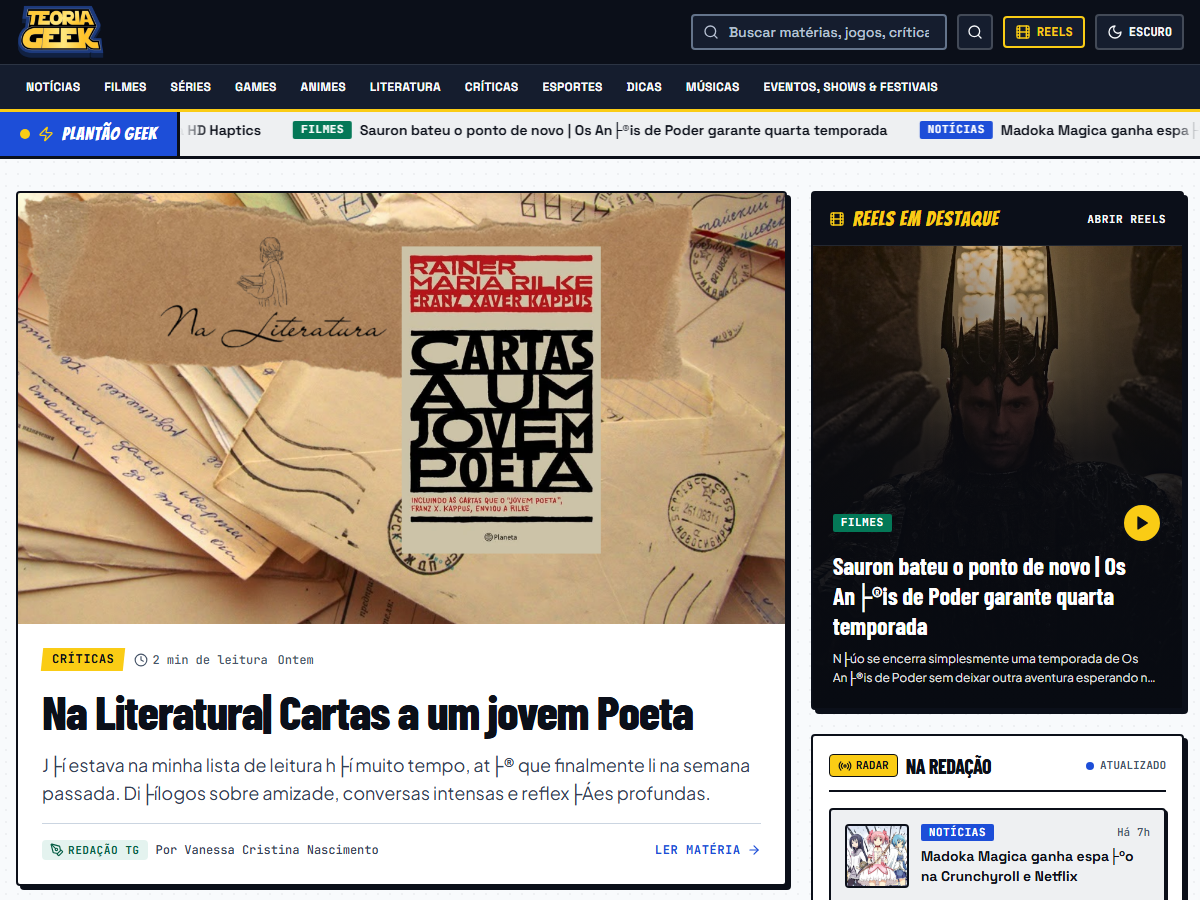 TEORIA
GEEK
Buscar matérias, jogos, crítica
REELS
ESCURO
NOTÍCIAS FILMES SÉRIES GAMES ANIMES LITERATURA CRÍTICAS ESPORTES DICAS MÚSICAS EVENTOS, SHOWS & FESTIVAIS
PLANTÃO GEEK
HD Haptics
FILMES Sauron bateu o ponto de novo | Os An├®is de Poder garante quarta temporada
NOTÍCIAS Madoka Magica ganha espa├
Na Literatura
RAINER
MARIA RILKE
FRANZ XAVER KAPPUS
CARTAS
A UM
JOVEM
POETA
INCLUINDO AS CARTAS QUE O "JOVEM POETA",
FRANZ X. KAPPUS, ENVIOU A RILKE
Planeta
CRÍTICAS 2 min de leitura Ontem
Na Literatura| Cartas a um jovem Poeta
J├í estava na minha lista de leitura h├í muito tempo, at├® que finalmente li na semana
passada. Di├ílogos sobre amizade, conversas intensas e reflex├Áes profundas.
REDAÇÃO TG Por Vanessa Cristina Nascimento
LER MATÉRIA →
REELS EM DESTAQUE
ABRIR REELS
FILMES
Sauron bateu o ponto de novo | Os
An├®is de Poder garante quarta
temporada
N├úo se encerra simplesmente uma temporada de Os
An├®is de Poder sem deixar outra aventura esperando n...
RADAR NA REDAÇÃO
ATUALIZADO
NOTÍCIAS Há 7h
Madoka Magica ganha espa├ºo
na Crunchyroll e Netflix